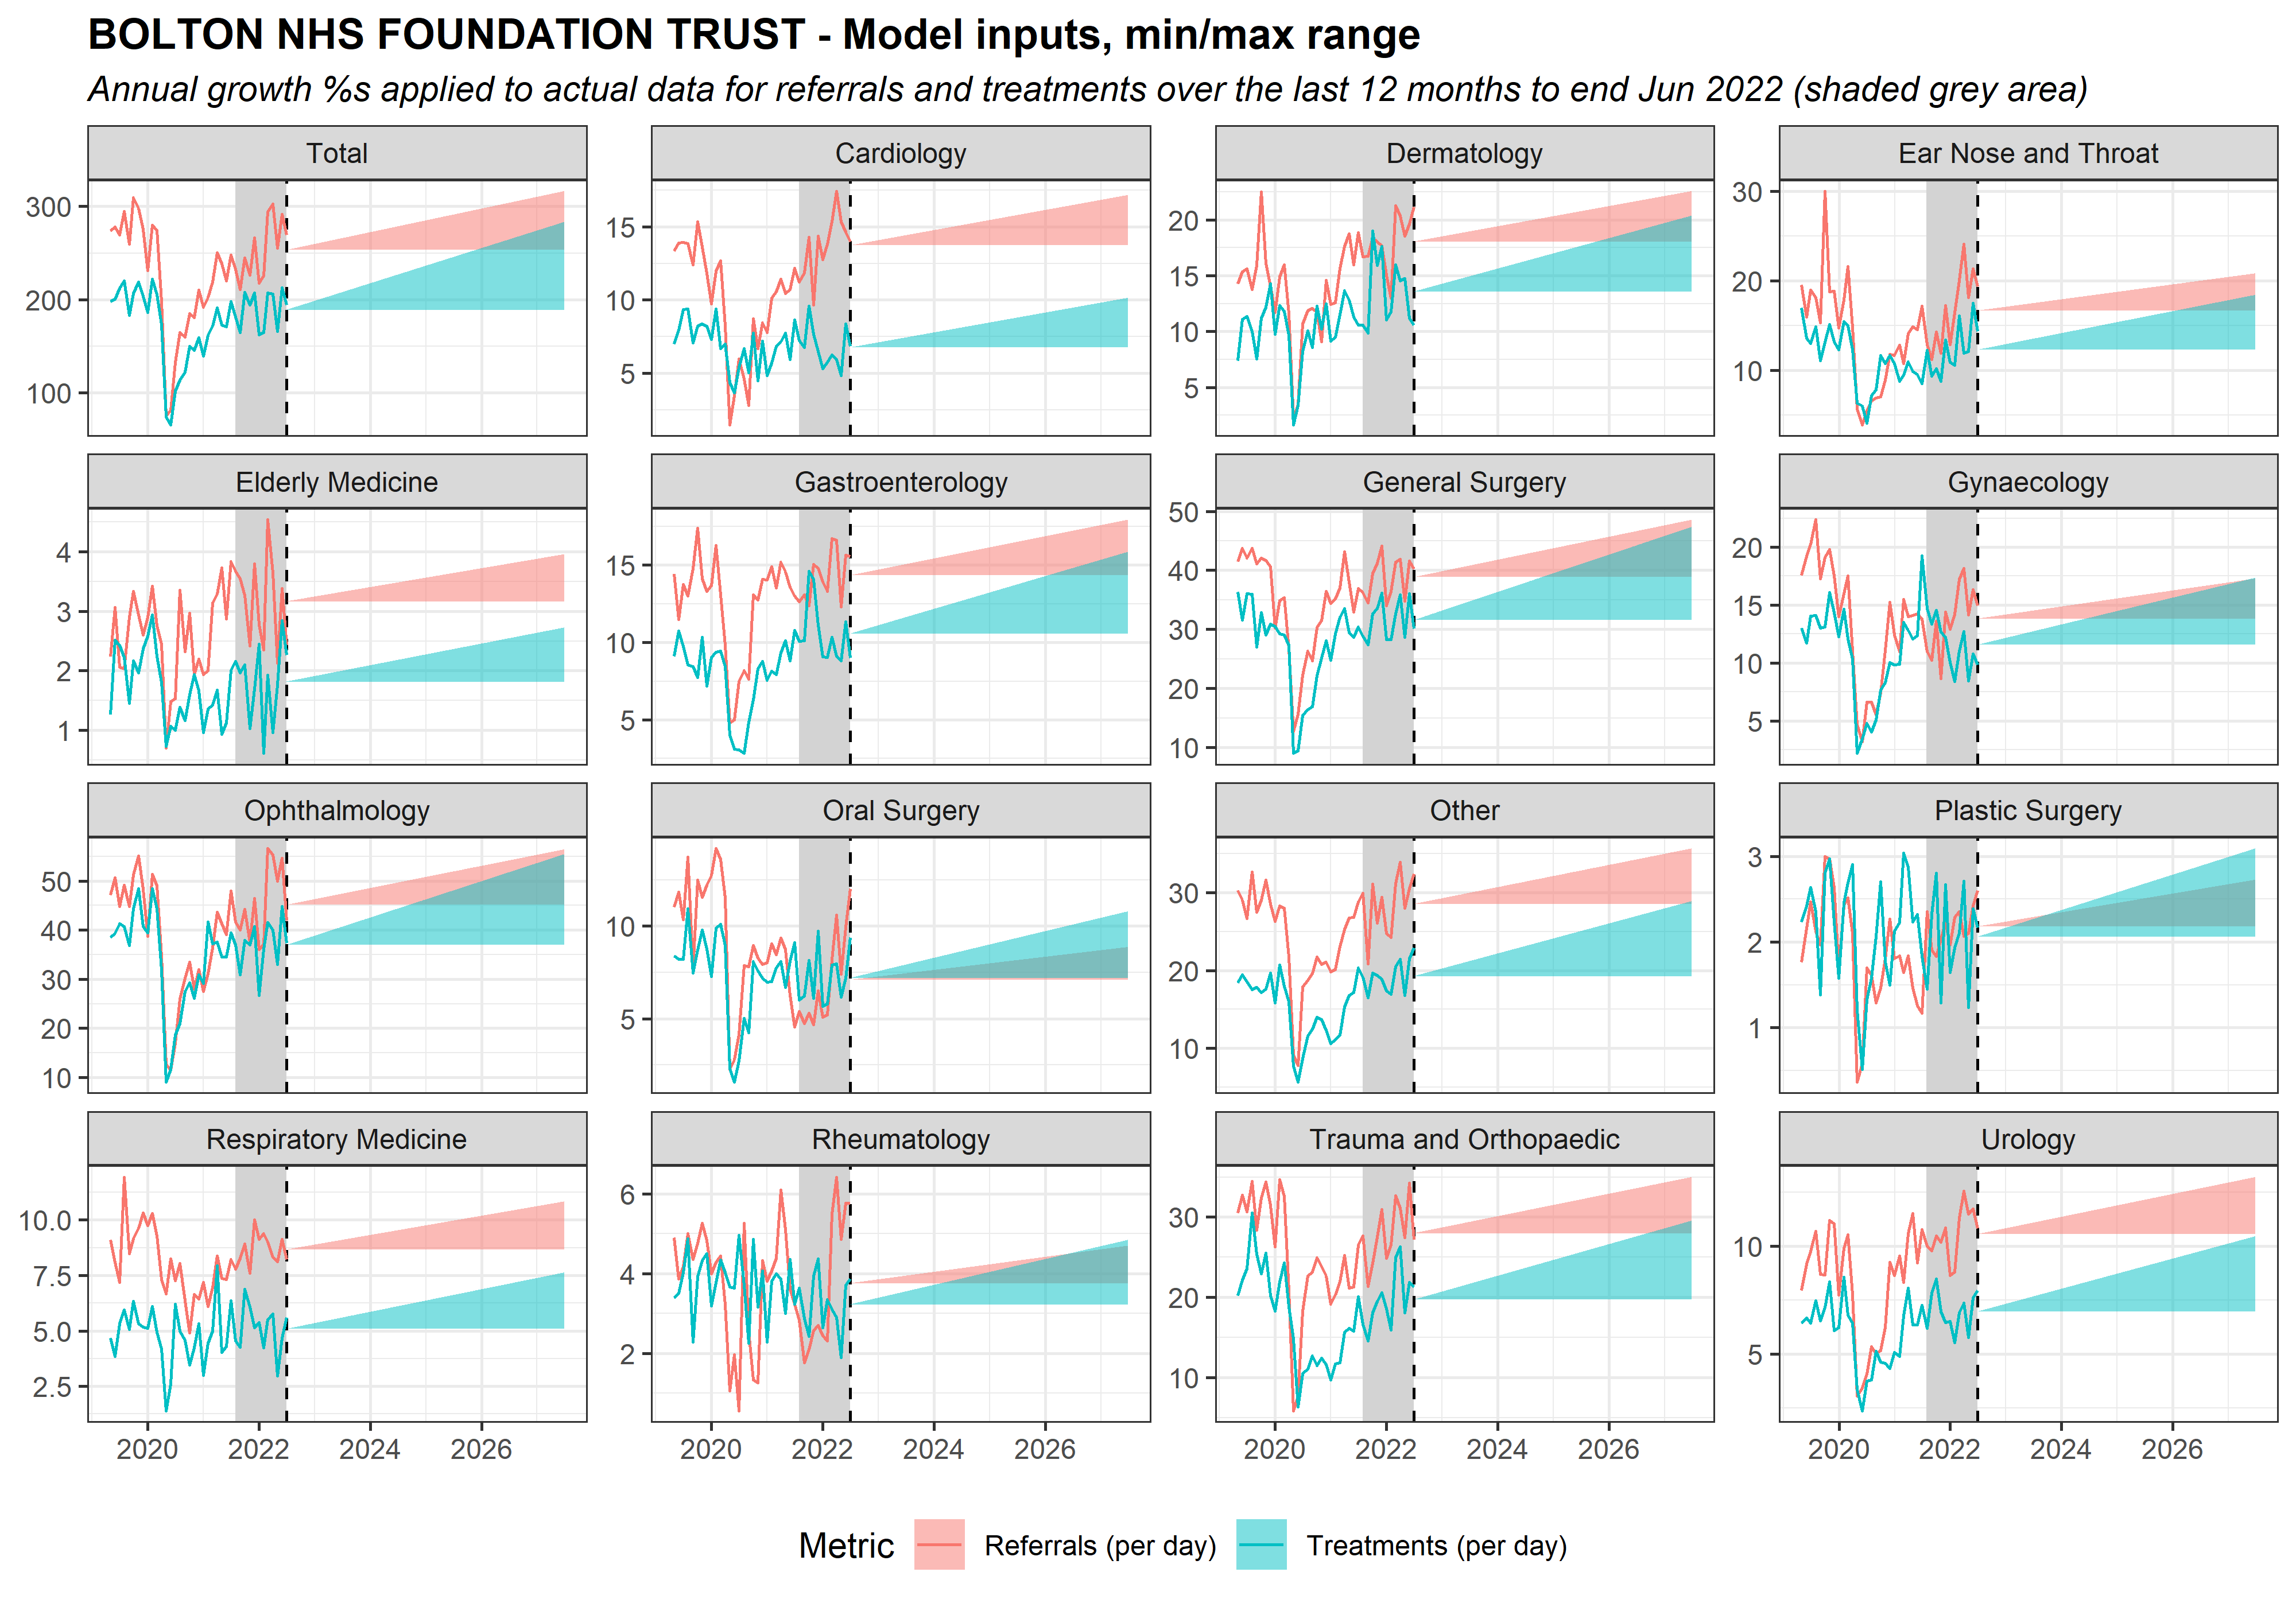 BOLTON NHS FOUNDATION TRUST - Model inputs, min/max range
Annual growth %s applied to actual data for referrals and treatments over the last 12 months to end Jun 2022 (shaded grey area)
Total
Cardiology
Dermatology
Ear Nose and Throat
300
200
100
15
10
5
20
15
10
5
30
20
10
Elderly Medicine
Gastroenterology
General Surgery
Gynaecology
4
3
2
1
15
10
5
50
40
30
20
10
20
15
10
5
Ophthalmology
Oral Surgery
Other
Plastic Surgery
50
40
30
20
10
10
5
30
20
10
3
2
1
Respiratory Medicine
Rheumatology
Trauma and Orthopaedic
Urology
10.0
7.5
5.0
2.5
6
4
2
30
20
10
10
5
2020 2022 2024 2026
2020 2022 2024 2026
2020 2022 2024 2026
2020 2022 2024 2026
Metric Referrals (per day) Treatments (per day)